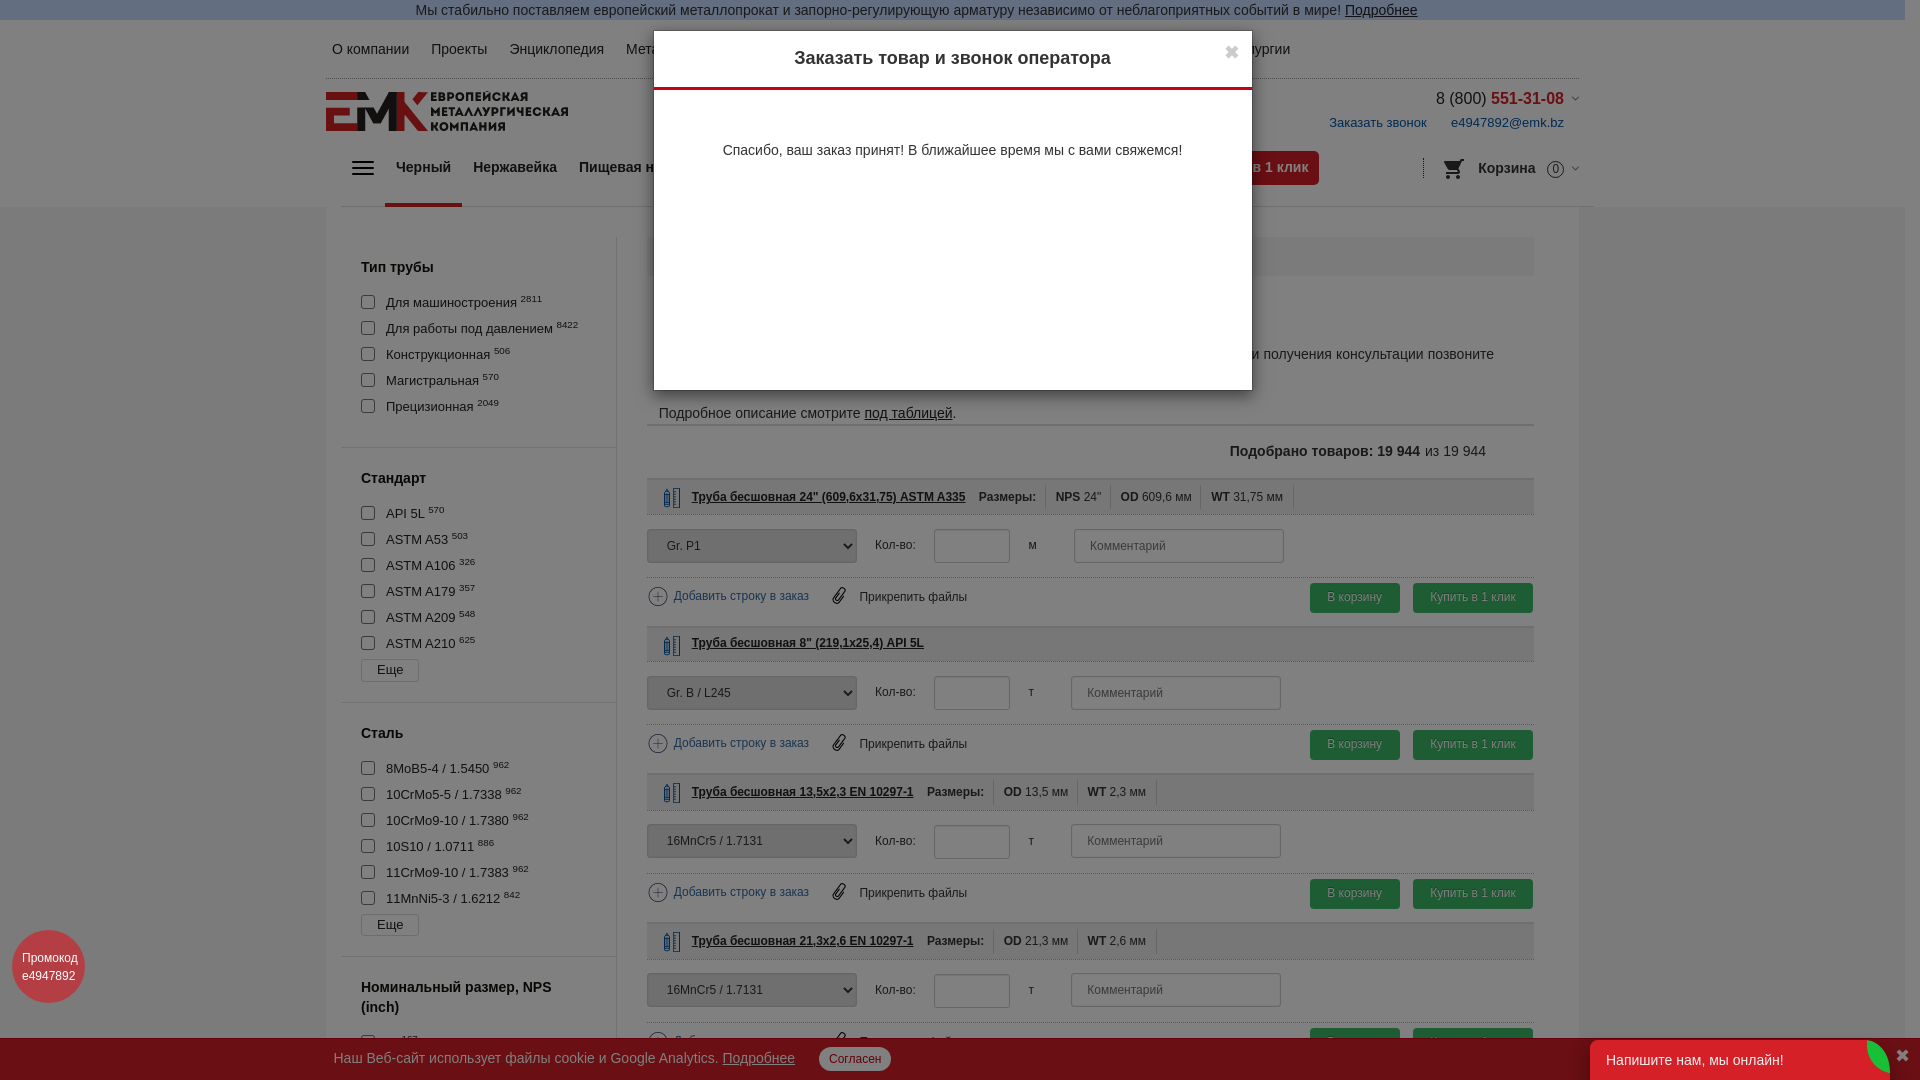 Мы стабильно поставляем европейский металлопрокат и запорно-регулирующую арматуру независимо от неблагоприятных событий в мире! Подробнее
О компании Проекты Энциклопедия
ЕМК ЕВРОПЕЙСКАЯ
МЕТАЛЛУРГИЧЕСКАЯ
КОМПАНИЯ
8 (800) 551-31-08
Заказать звонок e4947892@emk.bz
Черный Нержавейка Пищевая
в 1 клик
Корзина 0
Заказать товар и звонок оператора
Спасибо, ваш заказ принят! В ближайшее время мы с вами свяжемся!
Тип трубы
Для машиностроения 2811
Для работы под давлением 8422
Конструкционная 506
Магистральная 570
Прецизионная 2049
Стандарт
API 5L 570
ASTM A53 503
ASTM A106 326
ASTM A179 357
ASTM A209 548
ASTM A210 625
Еще
Сталь
8MoB5-4 / 1.5450 962
10CrMo5-5 / 1.7338 962
10CrMo9-10 / 1.7380 962
10S10 / 1.0711 886
11CrMo9-10 / 1.7383 962
11MnNi5-3 / 1.6212 842
Еще
Номинальный размер, NPS
(inch)
и получения консультации позвоните
Подробное описание смотрите под таблицей.
Подобрано товаров: 19 944 из 19 944
Труба бесшовная 24" (609,6х31,75) ASTM A335 Размеры: NPS 24" OD 609,6 мм WT 31,75 мм
Gr. P1 Кол-во: м Комментарий
Добавить строку в заказ Прикрепить файлы В корзину Купить в 1 клик
Труба бесшовная 8" (219,1х25,4) API 5L
Gr. B / L245 Кол-во: т Комментарий
Добавить строку в заказ Прикрепить файлы В корзину Купить в 1 клик
Труба бесшовная 13,5х2,3 EN 10297-1 Размеры: OD 13,5 мм WT 2,3 мм
16MnCr5 / 1.7131 Кол-во: т Комментарий
Добавить строку в заказ Прикрепить файлы В корзину Купить в 1 клик
Труба бесшовная 21,3х2,6 EN 10297-1 Размеры: OD 21,3 мм WT 2,6 мм
16MnCr5 / 1.7131 Кол-во: т Комментарий
Промокод
e4947892
Наш Веб-сайт использует файлы cookie и Google Analytics. Подробнее Согласен
Напишите нам, мы онлайн!